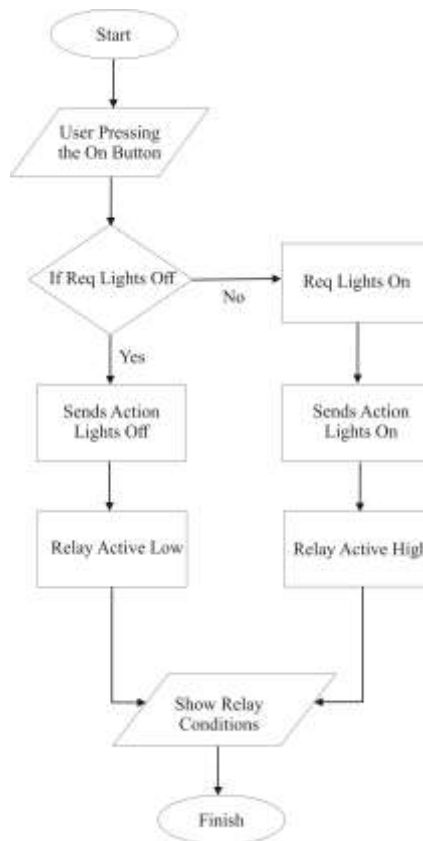 Start
User Pressing
the On Button
If Req Lights Off
No
Req Lights On
Yes
Sends Action
Lights Off
Sends Action
Lights On
Relay Active Low
Relay Active High
Show Relay
Conditions
Finish